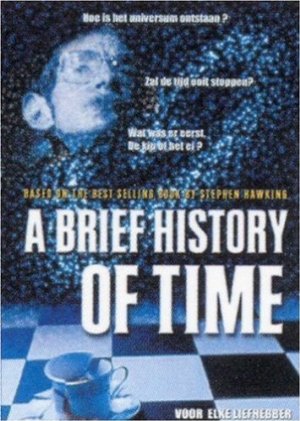 Hoe is het universum ontstaan ?
Zal de tijd ooit stoppen?
Wat was er eerst,
De kip of het ei ?
BASED ON THE BEST SELLING BOOK BY STEPHEN HAWKING
A BRIEF HISTORY
OF TIME
VOOR ELKE LIEFHEBBER